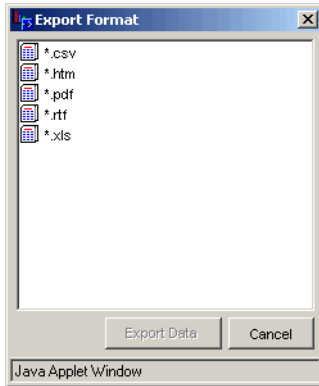 Export Format
*.csv
*.htm
*.pdf
*.rtf
*.xls
Export Data
Cancel
Java Applet Window